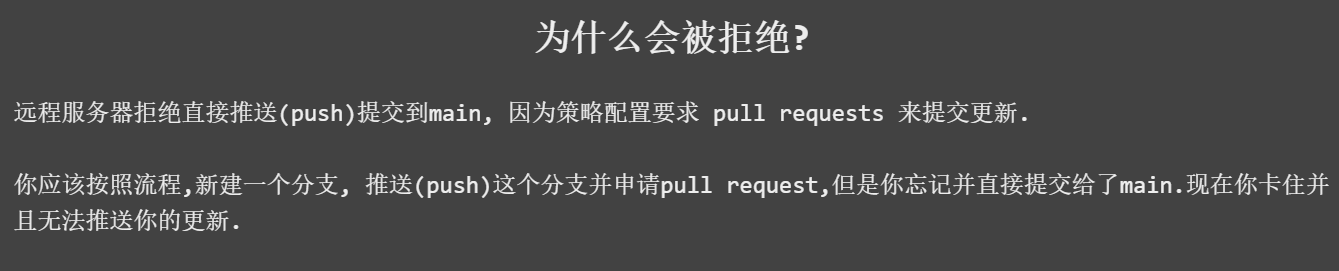 为什么会被拒绝?
远程服务器拒绝直接推送(push)提交到main, 因为策略配置要求 pull requests 来提交更新.
你应该按照流程,新建一个分支, 推送(push)这个分支并申请pull request,但是你忘记并直接提交给了main.现在你卡住并
且无法推送你的更新.